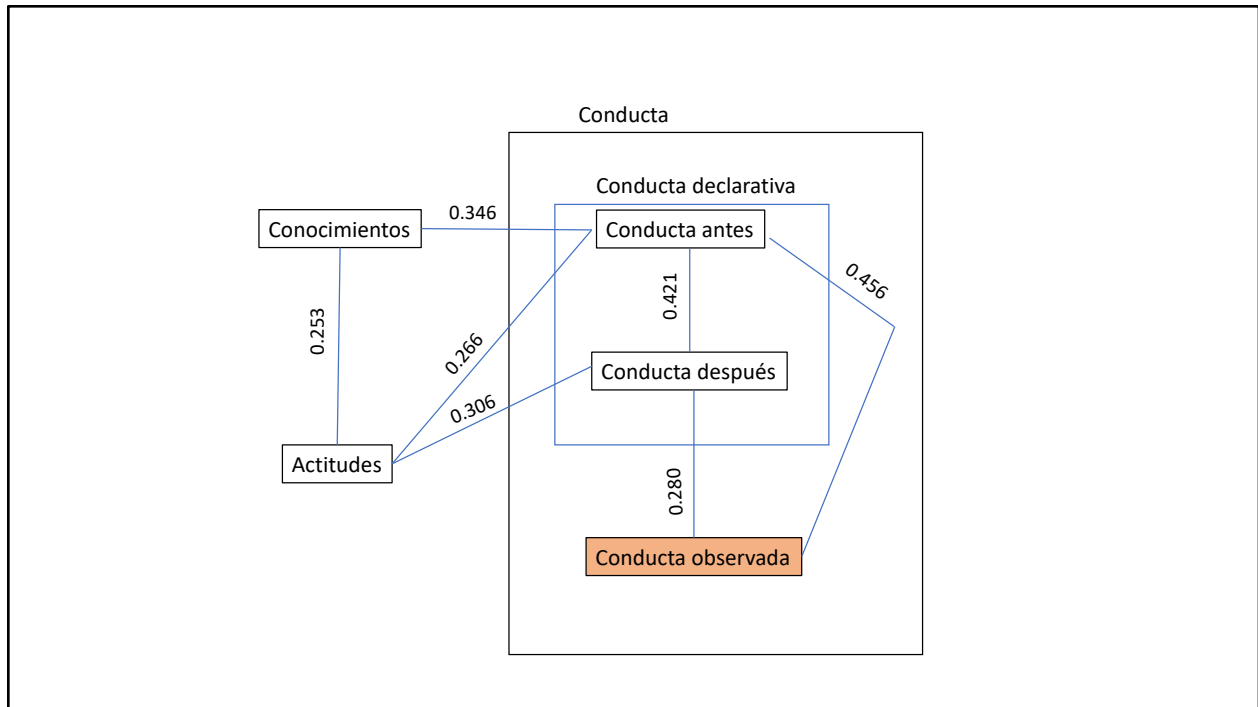 Conducta
Conducta declarativa
Conocimientos
0.346
Conducta antes
0.456
0.253
0.421
0.266
0.306
Conducta después
Actitudes
0.280
Conducta observada